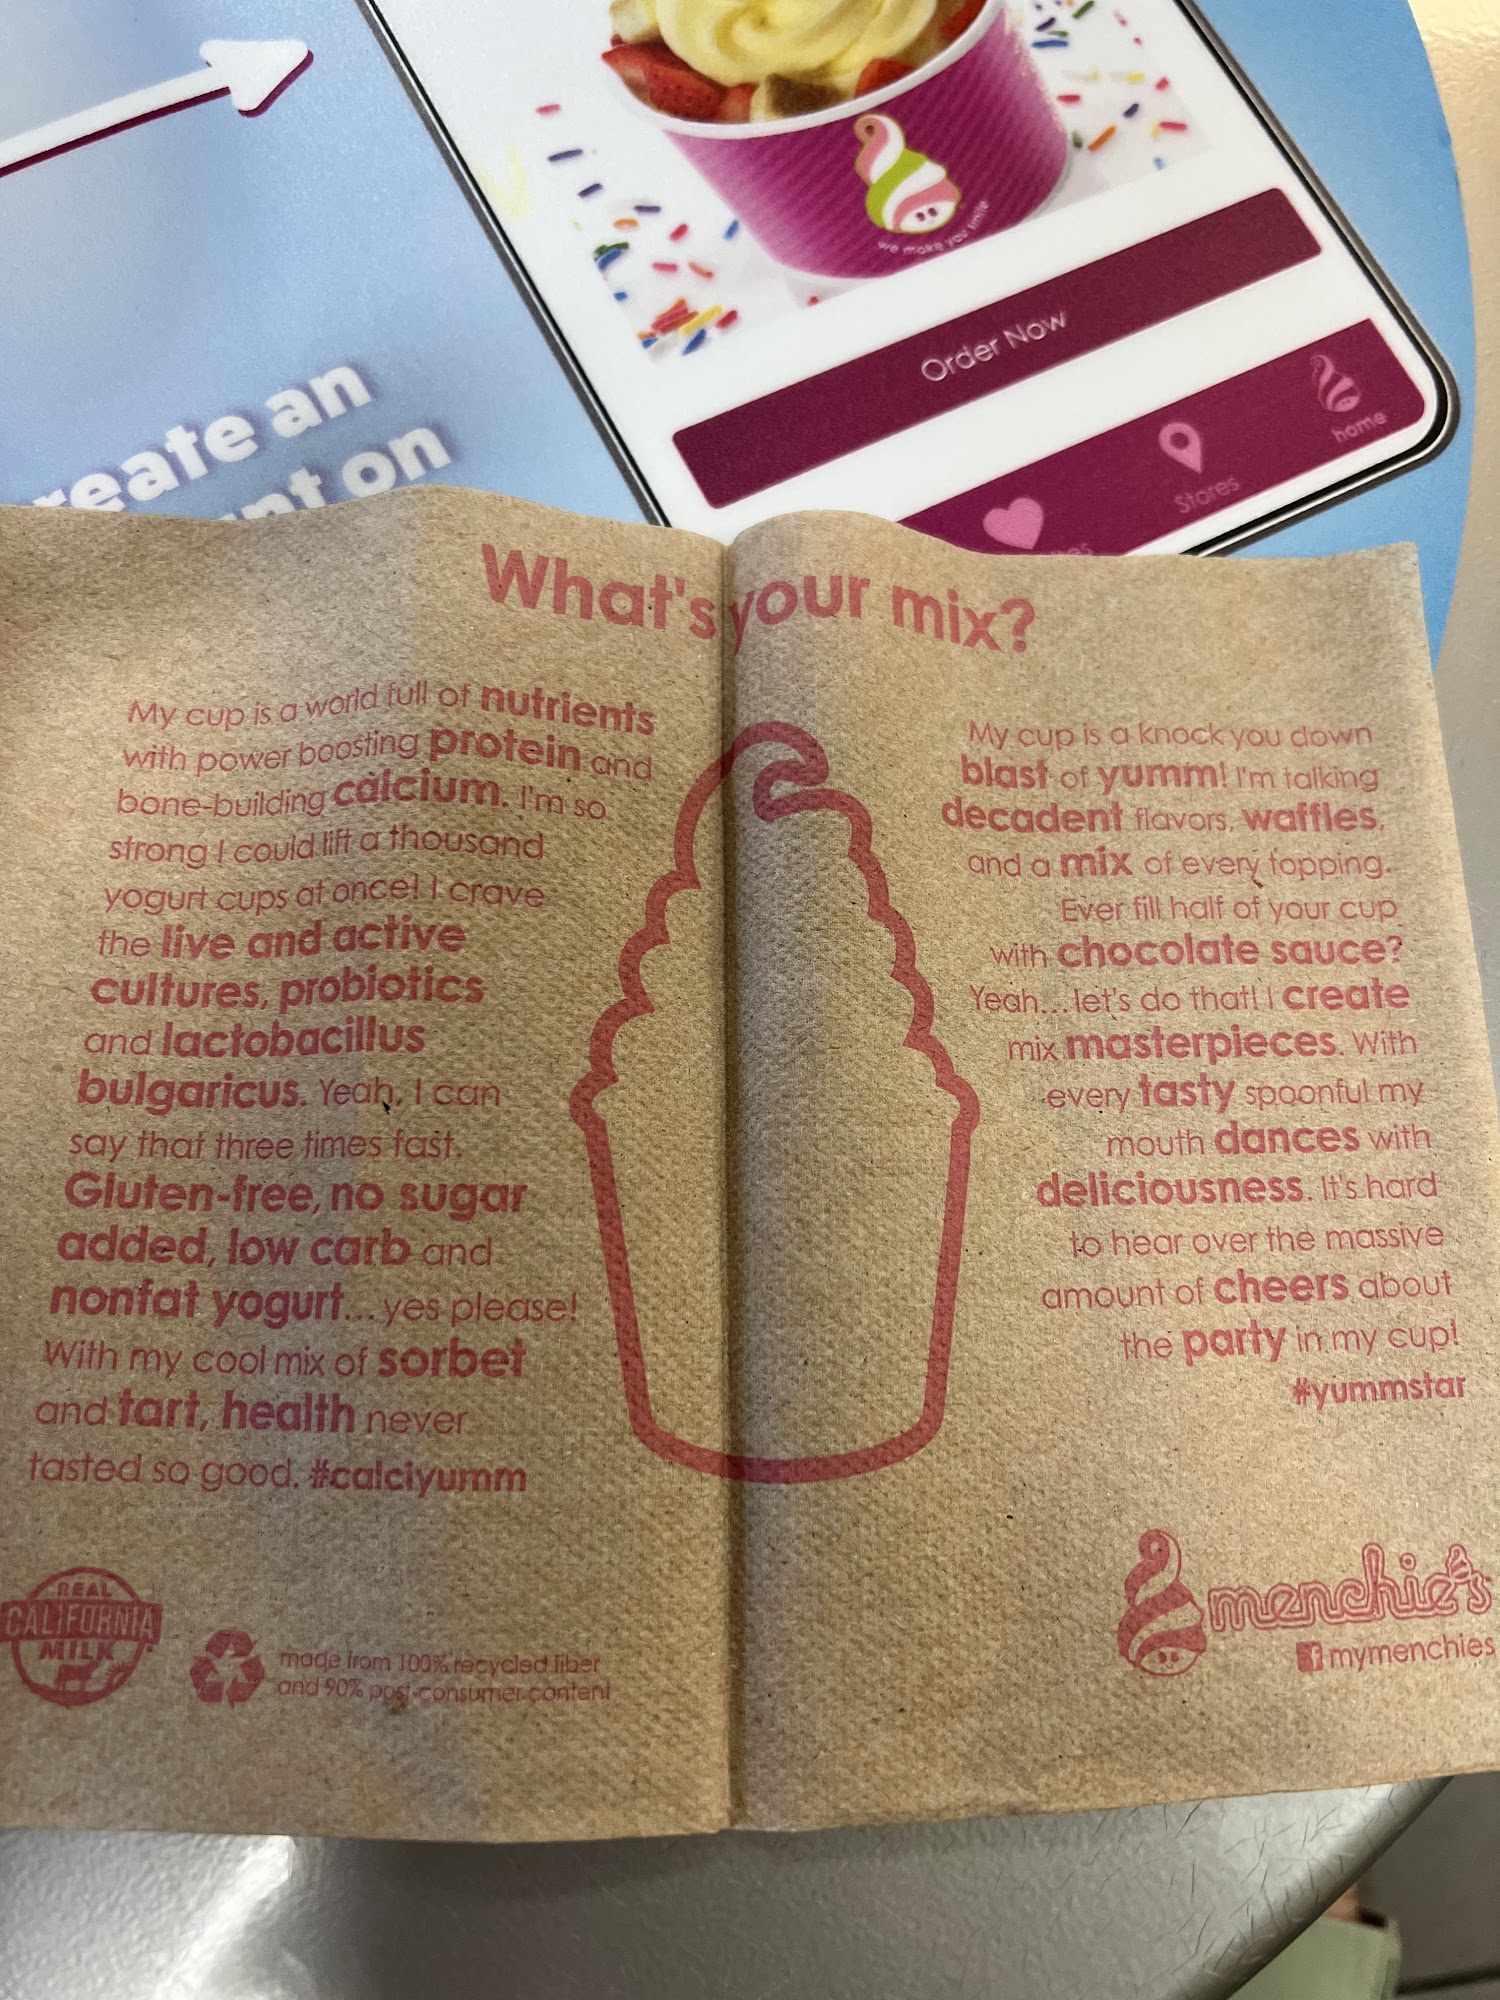 we make you smile
Order Now
home
Stores
an
on
What's your mix?
My cup is a world full of nutrients
with power boosting protein and
bone-building calcium. I'm so
strong I could lift a thousand
yogurt cups at once! I crave
the live and active
cultures, probiotics
and lactobacillus
bulgaricus. Yeah, I can
say that three times fast.
Gluten-free, no sugar
added, low carb and
nonfat yogurt... yes please!
With my cool mix of sorbet
and tart, health never
tasted so good. #calciyumm
My cup is a knock you down
blast of yumm! I'm talking
decadent flavors, waffles,
and a mix of every topping.
Ever fill half of your cup
with chocolate sauce?
Yeah... let's do that! I create
mix masterpieces. With
every tasty spoonful my
mouth dances with
deliciousness. It's hard
to hear over the massive
amount of cheers about
the party in my cup!
#yummstar
REAL
CALIFORNIA
MILK
made from 100% recycled fiber
and 90% post-consumer content
menchie's
f mymenchies